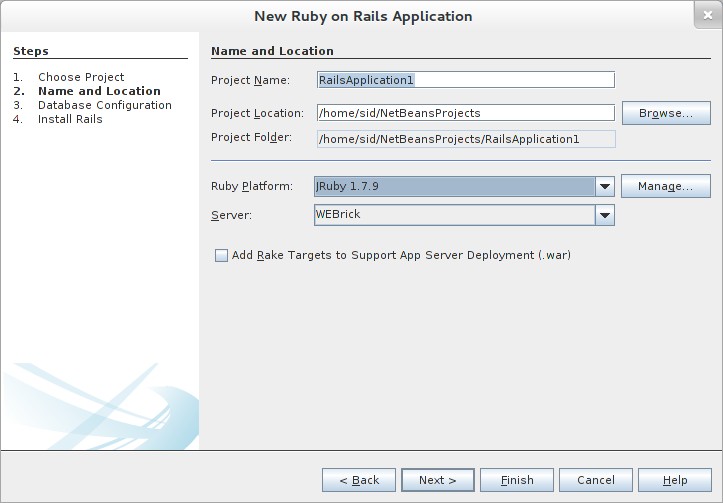 New Ruby on Rails Application
Steps
1. Choose Project
2. Name and Location
3. Database Configuration
4. Install Rails
Name and Location
Project Name: RailsApplication1
Project Location: /home/sid/NetBeansProjects Browse...
Project Folder: /home/sid/NetBeansProjects/RailsApplication1
Ruby Platform: JRuby 1.7.9 Manage...
Server: WEBrick
Add Rake Targets to Support App Server Deployment (.war)
< Back Next > Finish Cancel Help